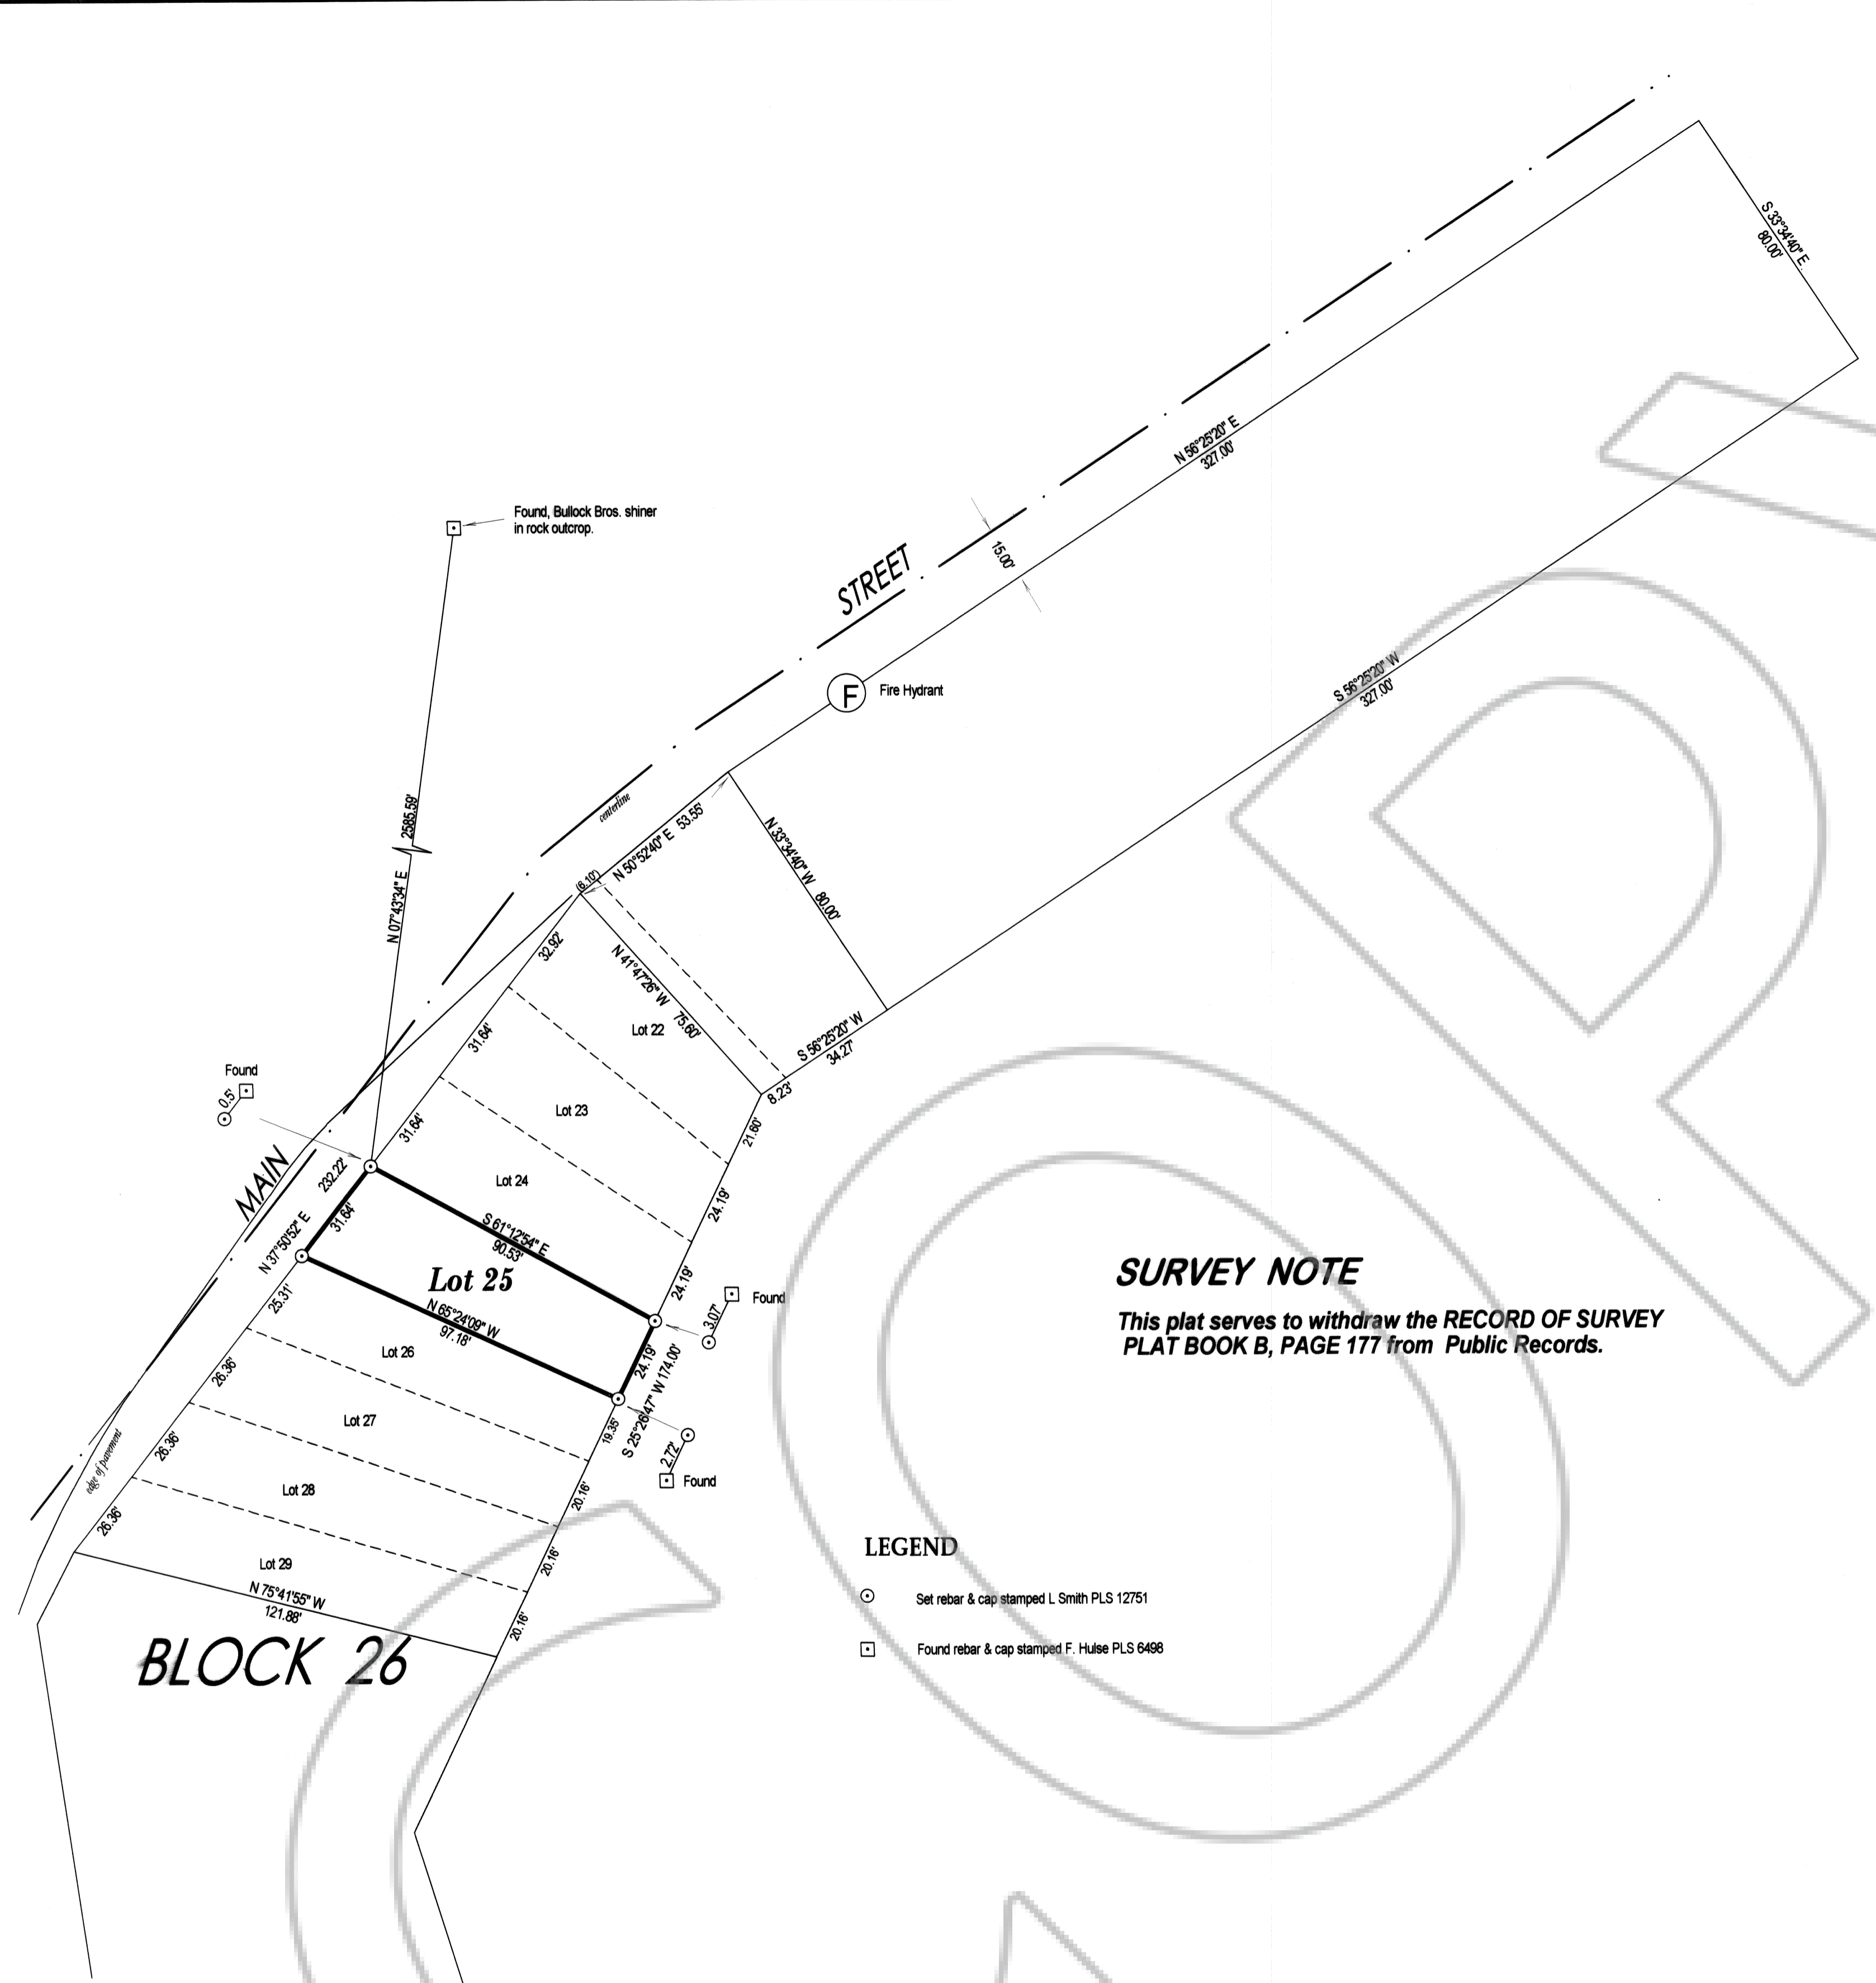 S 33°34'40" E
80.00'
N 56°25'20" E
327.00'
Found, Bullock Bros. shiner
in rock outcrop.
15.00'
STREET
S 56°25'20" W
327.00'
F
Fire Hydrant
centerline
2585.59'
N 07°43'34" E
N 50°52'40" E 53.55'
(6.10')
N 33°34'40" W 80.00'
32.92'
N 41°47'26" W 75.60'
Lot 22
S 56°25'20" W
34.27'
8.23'
31.64'
Found
0.5'
Lot 23
31.64'
21.60'
MAIN
232.22'
Lot 24
24.19'
N 37°50'52" E
31.64'
S 61°12'54" E
90.53'
Lot 25
24.19'
Found
3.07'
SURVEY NOTE
This plat serves to withdraw the RECORD OF SURVEY
PLAT BOOK B, PAGE 177 from Public Records.
25.31'
N 65°24'09" W
97.18'
Lot 26
24.19'
S 25°26'47" W 174.00'
26.36'
Lot 27
19.35'
2.72'
Found
26.36'
edge of pavement
Lot 28
20.16'
26.36'
Lot 29
20.16'
N 75°41'55" W
121.88'
20.16'
BLOCK 26
LEGEND
Set rebar & cap stamped L Smith PLS 12751
Found rebar & cap stamped F. Hulse PLS 6498